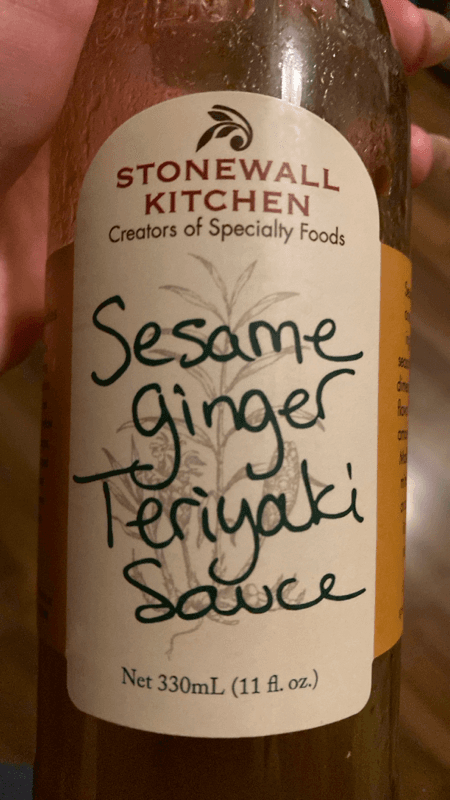 STONEWALL
KITCHEN
Creators of Specialty Foods
Sesame
ginger
Teriyaki
Sauce
Net 330mL (11 fl. oz.)